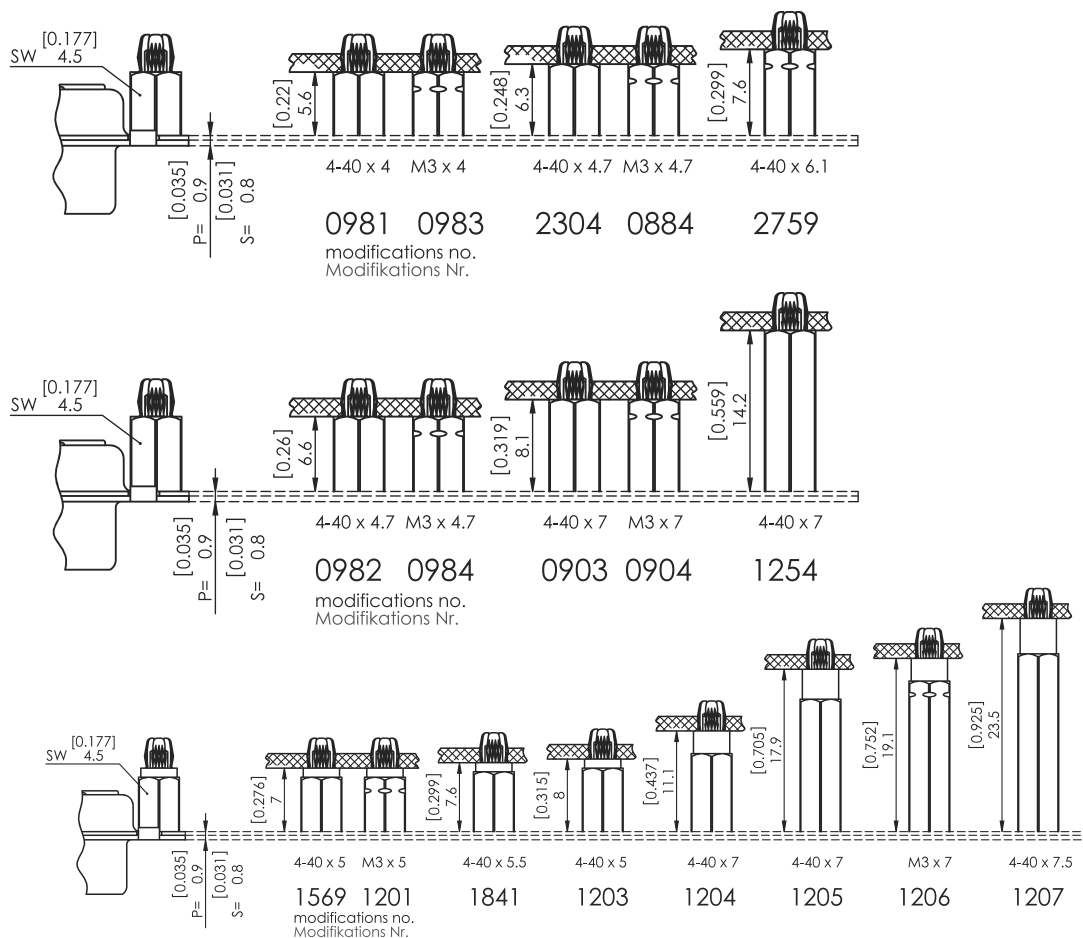 [0.177]
SW 4.5
[0.22]
5.6
[0.248]
6.3
[0.299]
7.6
[0.035]
P= 0.9
[0.031]
S= 0.8
4-40 x 4 M3 x 4 4-40 x 4.7 M3 x 4.7 4-40 x 6.1
0981 0983 2304 0884 2759
modifications no.
Modifikations Nr.
[0.177]
SW 4.5
[0.26]
6.6
[0.319]
8.1
[0.559]
14.2
[0.035]
P= 0.9
[0.031]
S= 0.8
4-40 x 4.7 M3 x 4.7 4-40 x 7 M3 x 7 4-40 x 7
0982 0984 0903 0904 1254
modifications no.
Modifikations Nr.
[0.177]
SW 4.5
[0.276]
7
[0.299]
7.6
[0.315]
8
[0.437]
11.1
[0.705]
17.9
[0.752]
19.1
[0.925]
23.5
[0.035]
P= 0.9
[0.031]
S= 0.8
4-40 x 5 M3 x 5 4-40 x 5.5 4-40 x 5 4-40 x 7 4-40 x 7 M3 x 7 4-40 x 7.5
1569 1201 1841 1203 1204 1205 1206 1207
modifications no.
Modifikations Nr.